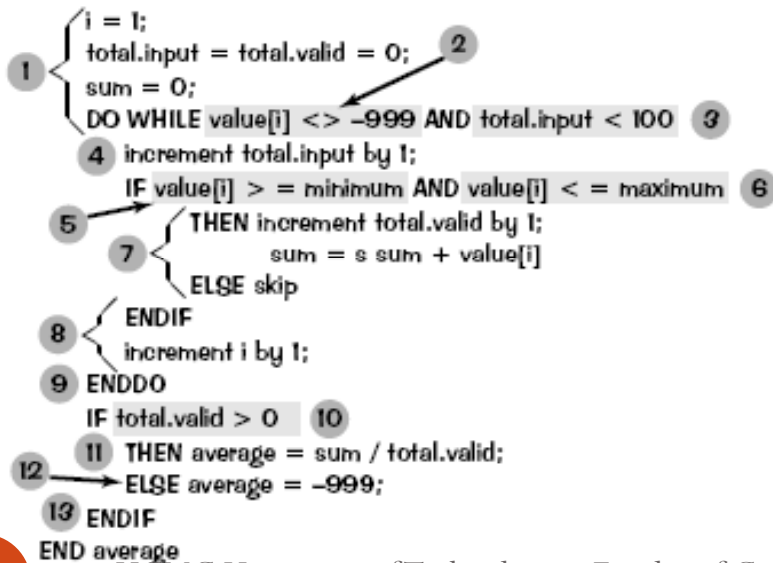 i = 1;
total.input = total.valid = 0;
2
1
sum = 0;
DO WHILE value[i] <> –999 AND total.input < 100 3
4 increment total.input by 1;
IF value[i] > = minimum AND value[i] < = maximum 6
5
THEN increment total.valid by 1;
7
sum = s sum + value[i]
ELSE skip
ENDIF
8
increment i by 1;
9 ENDDO
IF total.valid > 0 10
11 THEN average = sum / total.valid;
12
ELSE average = –999;
13 ENDIF
END average